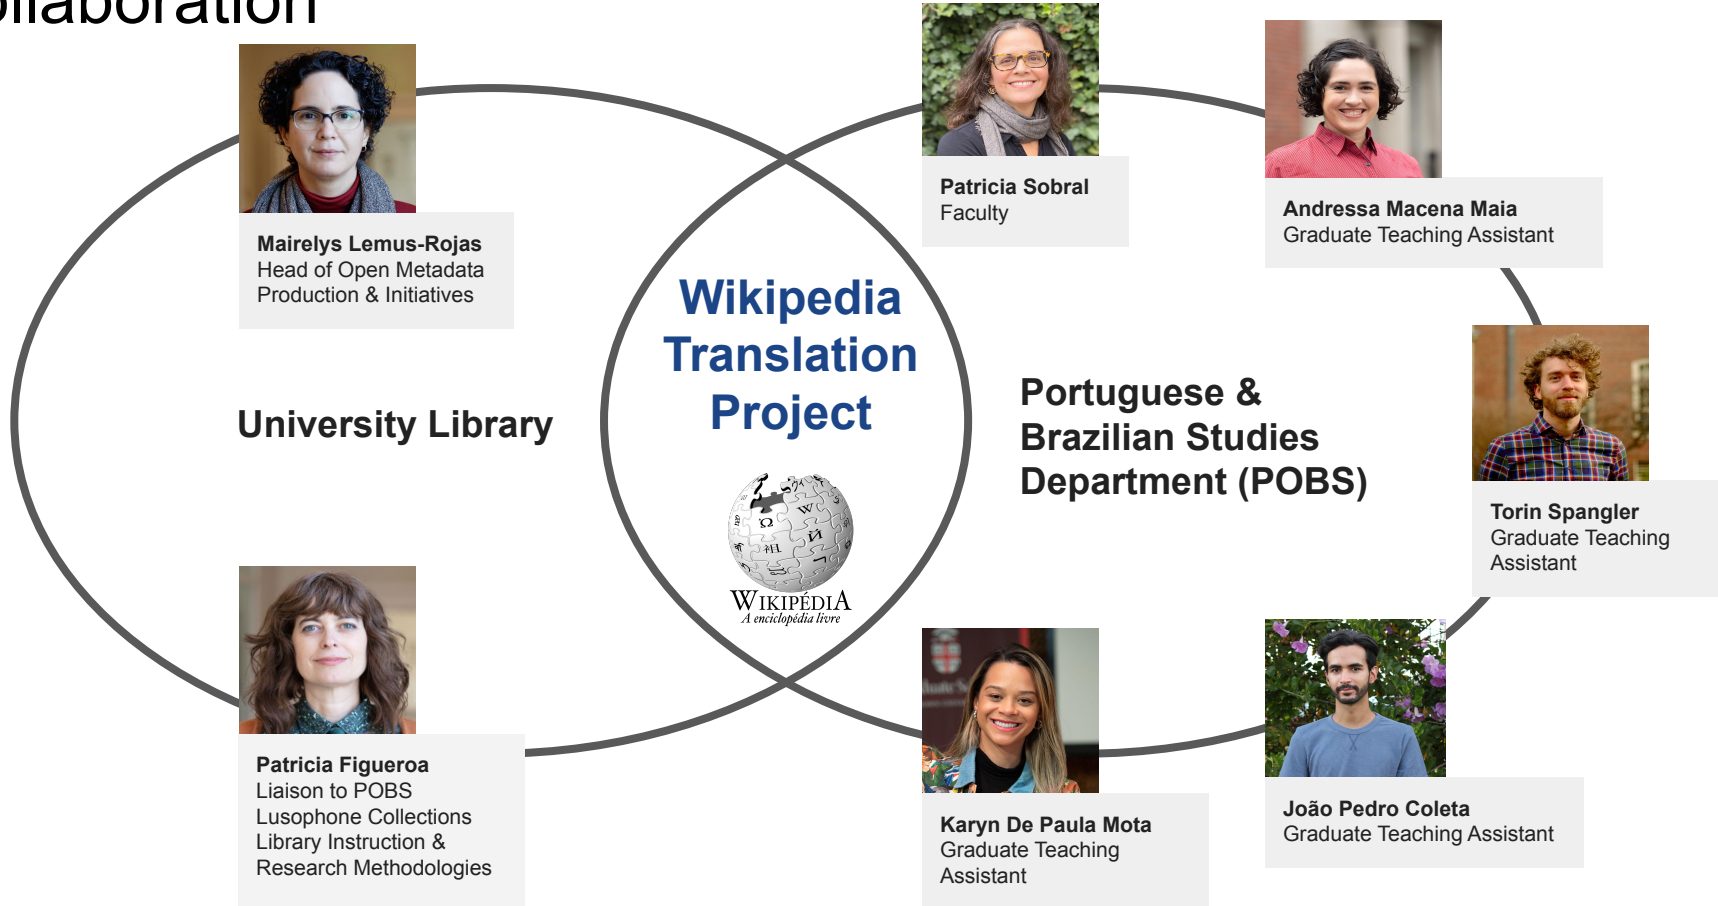 Mairelys Lemus-Rojas
Head of Open Metadata
Production & Initiatives
University Library
Patricia Figueroa
Liaison to POBS
Lusophone Collections
Library Instruction &
Research Methodologies
Wikipedia
Translation
Project
Ω
W
И
WIKIPÉDIA
A enciclopédia livre
Patricia Sobral
Faculty
Andressa Macena Maia
Graduate Teaching Assistant
Portuguese &
Brazilian Studies
Department (POBS)
Torin Spangler
Graduate Teaching
Assistant
Karyn De Paula Mota
Graduate Teaching
Assistant
João Pedro Coleta
Graduate Teaching Assistant